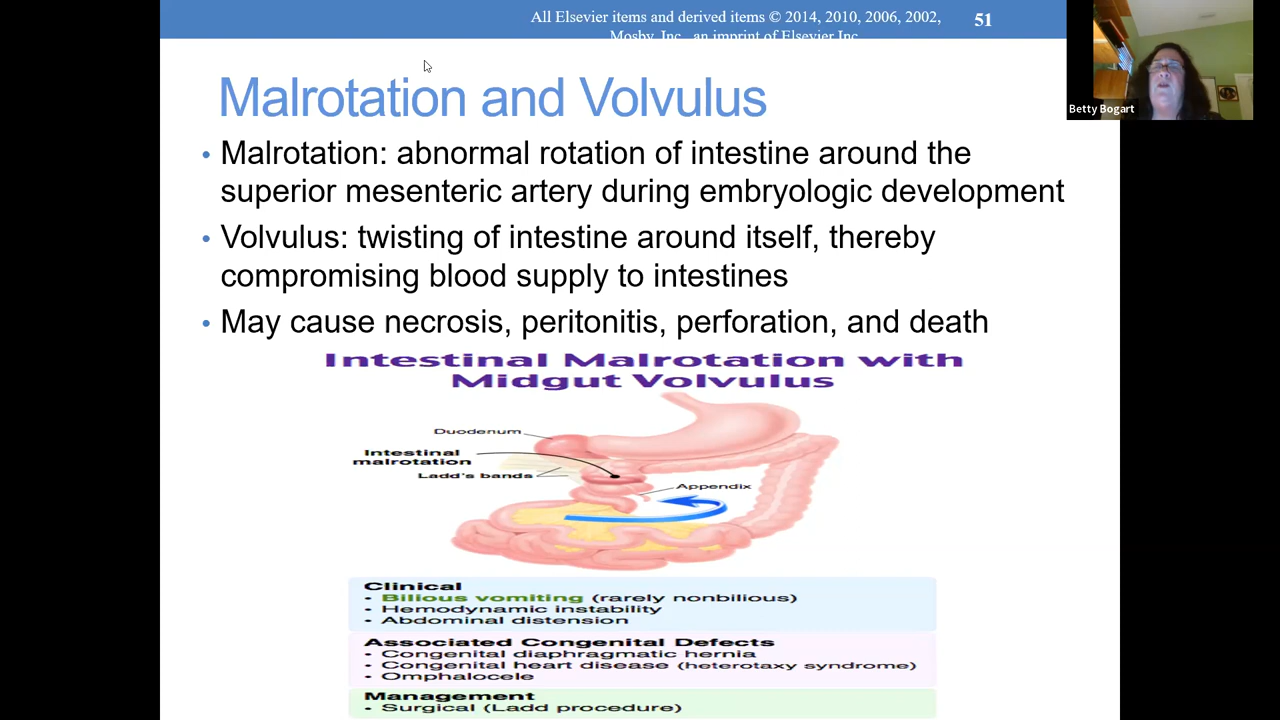 All Elsevier items and derived items © 2014, 2010, 2006, 2002,
Mosby, Inc., an imprint of Elsevier Inc.
51
Betty Bogart
Malrotation and Volvulus
• Malrotation: abnormal rotation of intestine around the
superior mesenteric artery during embryologic development
• Volvulus: twisting of intestine around itself, thereby
compromising blood supply to intestines
• May cause necrosis, peritonitis, perforation, and death
Intestinal Malrotation with
Midgut Volvulus
Duodenum
Intestinal
malrotation
Ladd's bands
Appendix
Clinical
• Bilious vomiting (rarely nonbilious)
• Hemodynamic instability
• Abdominal distension
Associated Congenital Defects
• Congenital diaphragmatic hernia
• Congenital heart disease (heterotaxy syndrome)
• Omphalocele
Management
• Surgical (Ladd procedure)